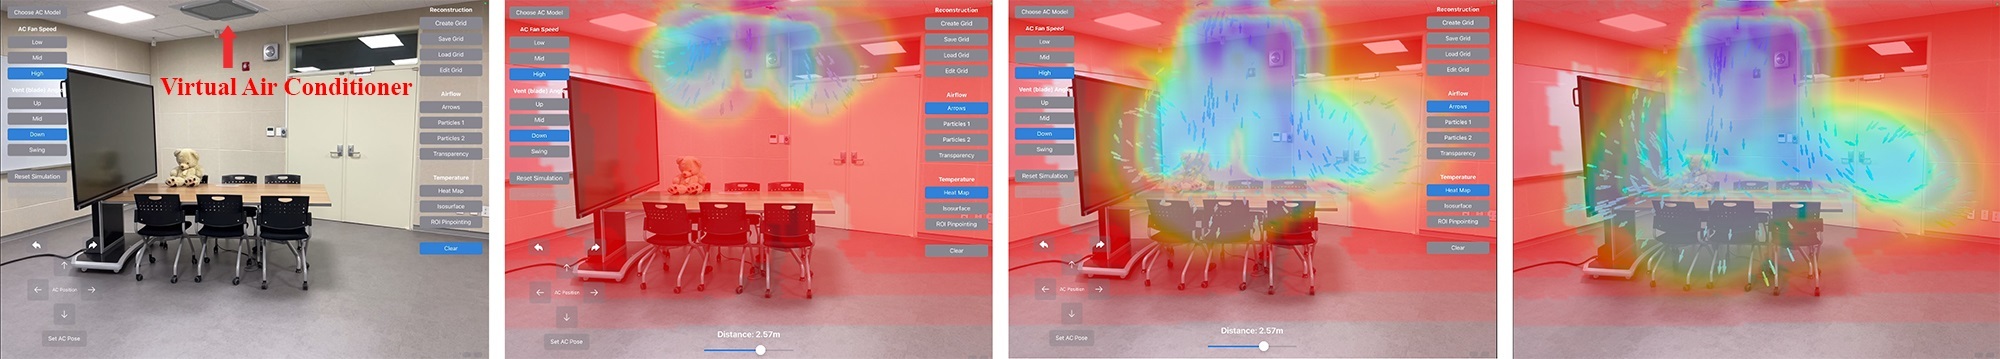 Choose AC Model
AC Fan Speed
Low
Mid
High
Vent (blade) Angle
Up
Mid
Down
Swing
Reset Simulation
AC Position
Set AC Pose
Virtual Air Conditioner
Reconstruction
Create Grid
Save Grid
Load Grid
Edit Grid
Airflow
Arrows
Particles 1
Particles 2
Transparency
Temperature
Heat Map
Isosurface
ROI Pinpointing
Clear
Choose AC Model
AC Fan Speed
Low
Mid
High
Vent (blade) Ang
Up
Mid
Down
Swing
Reset Simulation
AC Position
Set AC Pose
Distance: 2.57m
Reconstruction
Create Grid
Save Grid
Load Grid
Edit Grid
Airflow
Arrows
Particles 1
Particles 2
Transparency
Temperature
Heat Map
Isosurface
ROI Pinpointing
Clear
Choose AC Model
AC Fan Speed
Low
Mid
High
Vent (blade) Ang
Up
Mid
Down
Swing
Reset Simulation
AC Position
Set AC Pose
Distance: 2.57m
Reconstruction
Create Grid
Save Grid
Load Grid
Edit Grid
Airflow
Arrows
Particles 1
Particles 2
Transparency
Temperature
Heat Map
Isosurface
ROI Pinpointing
Clear